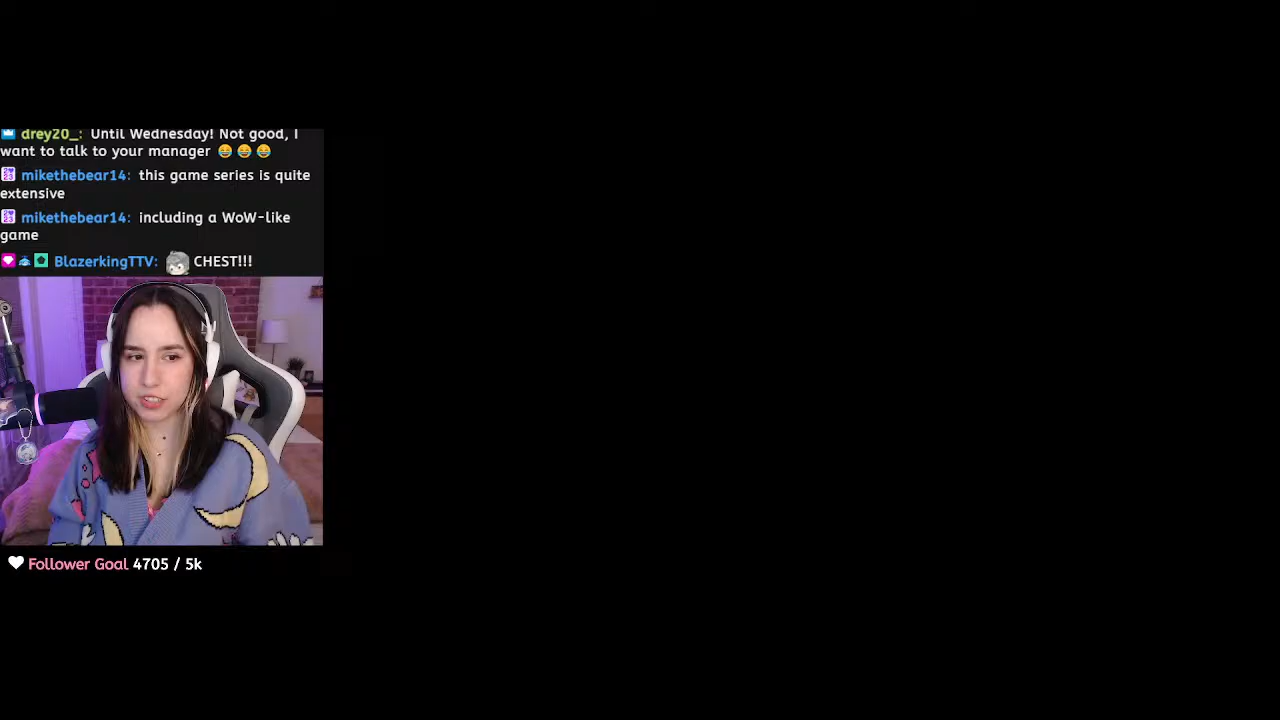 drey20_: Until Wednesday! Not good, I
want to talk to your manager 😂 😂 😂
mikethebear14: this game series is quite
extensive
mikethebear14: including a WoW-like
game
BlazerkingTTV: CHEST!!!
Follower Goal 4705 / 5k